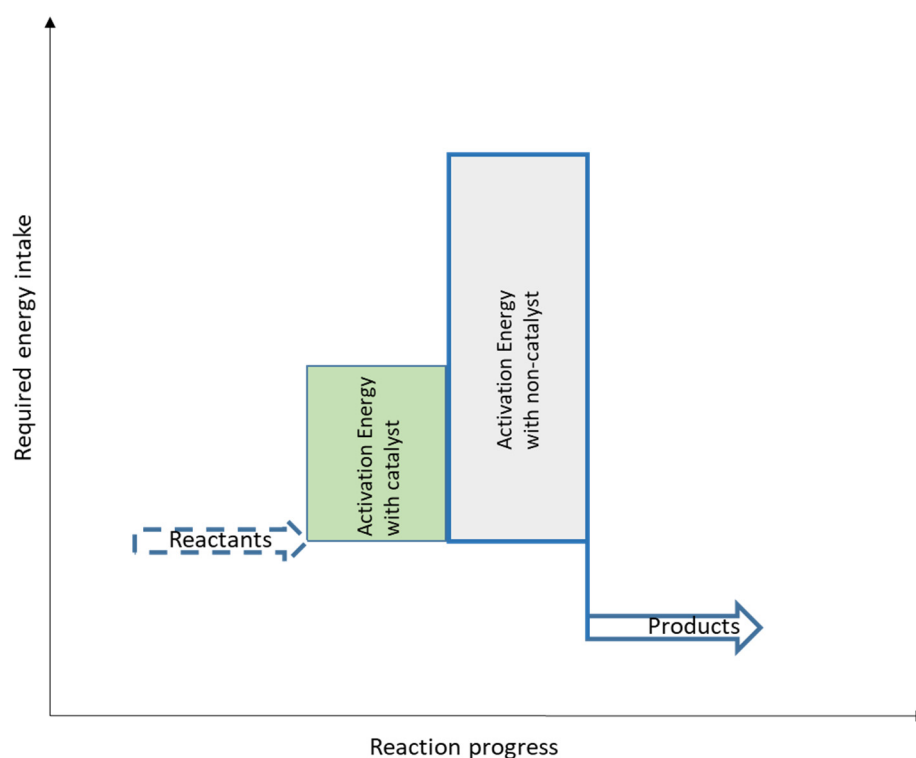 Required energy intake
Activation Energy
with catalyst
Activation Energy
with non-catalyst
Reactants
Products
Reaction progress